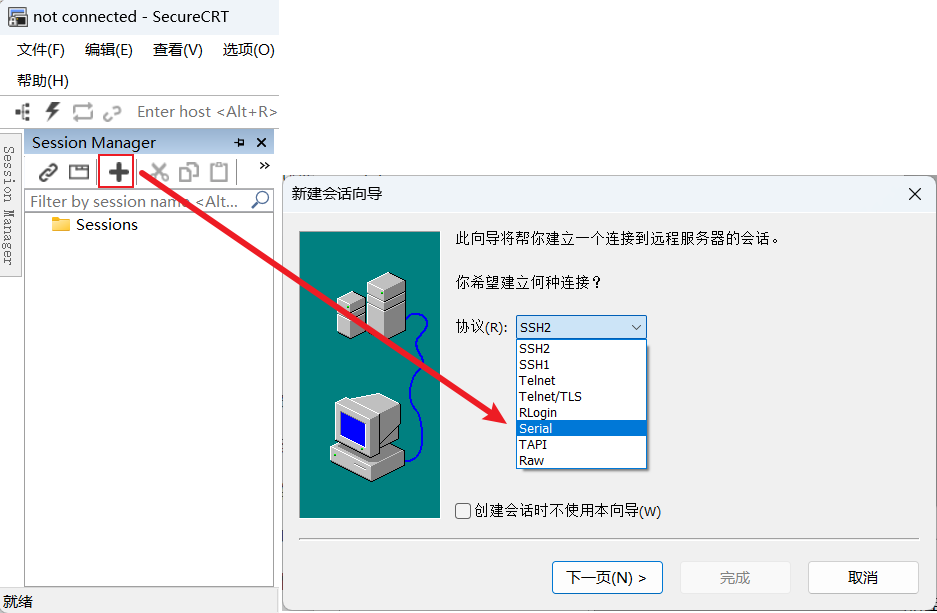 not connected - SecureCRT
文件(F) 编辑(E) 查看(V) 选项(O)
帮助(H)
Enter host <Alt+R>
Session Manager
Session Manager
Filter by session name <Alt...
Sessions
就绪
新建会话向导
此向导将帮你建立一个连接到远程服务器的会话。
你希望建立何种连接？
协议(R): SSH2
SSH2
SSH1
Telnet
Telnet/TLS
RLogin
Serial
TAPI
Raw
创建会话时不使用本向导(W)
下一页(N) > 完成 取消